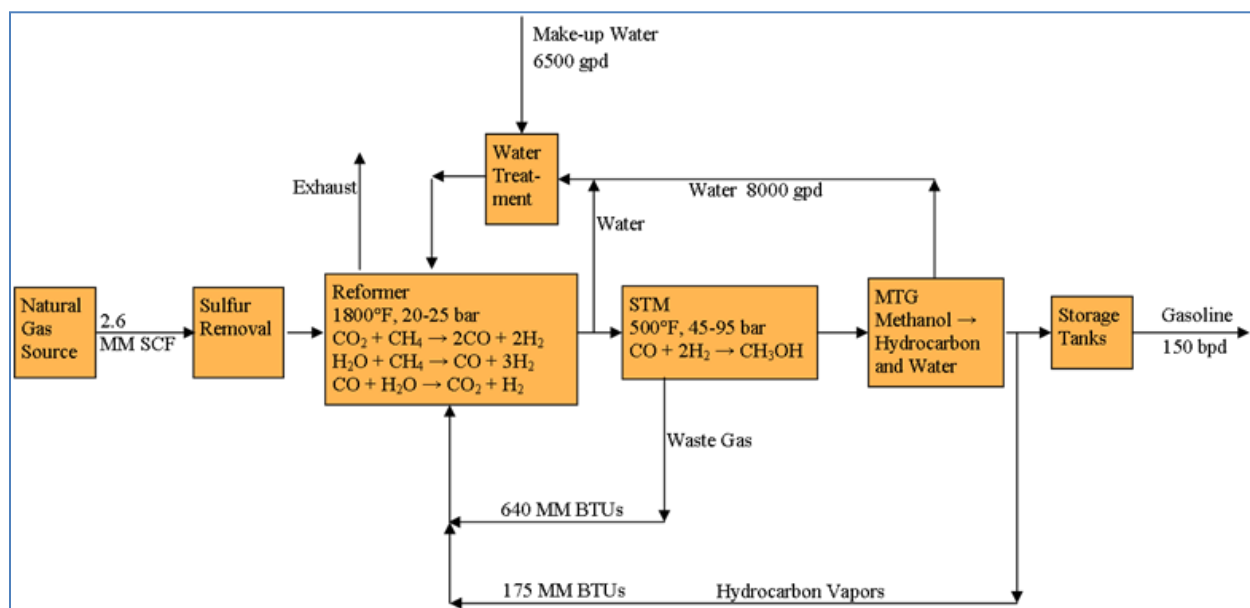 Make-up Water
6500 gpd
Water
Treat-
ment
Exhaust
Water 8000 gpd
Water
Natural
Gas
Source
2.6
MM SCF
Sulfur
Removal
Reformer
1800°F, 20-25 bar
CO₂ + CH₄ → 2CO + 2H₂
H₂O + CH₄ → CO + 3H₂
CO + H₂O → CO₂ + H₂
STM
500°F, 45-95 bar
CO + 2H₂ → CH₃OH
MTG
Methanol →
Hydrocarbon
and Water
Storage
Tanks
Gasoline
150 bpd
Waste Gas
640 MM BTUs
175 MM BTUs
Hydrocarbon Vapors